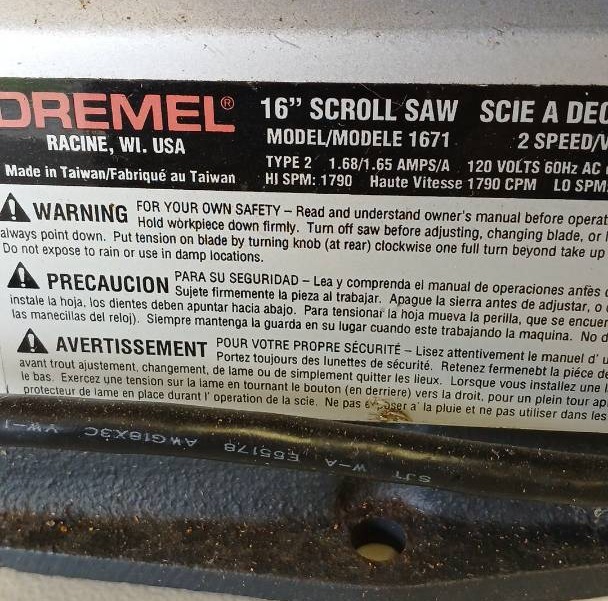 DREMEL®
RACINE, WI. USA
Made in Taiwan/Fabriqué au Taiwan
16” SCROLL SAW SCIE A DEC
MODEL/MODELE 1671 2 SPEED/V
TYPE 2 1.68/1.65 AMPS/A 120 VOLTS 60Hz AC
HI SPM: 1790 Haute Vitesse 1790 CPM LO SPM
WARNING FOR YOUR OWN SAFETY – Read and understand owner's manual before operat
Hold workpiece down firmly. Turn off saw before adjusting, changing blade, or
always point down. Put tension on blade by turning knob (at rear) clockwise one full turn beyond take up
Do not expose to rain or use in damp locations.
PRECAUCION PARA SU SEGURIDAD – Lea y comprenda el manual de operaciones antes
Sujete firmemente la pieza al trabajar. Apague la sierra antes de adjustar, o
instale la hoja, los dientes deben apuntar hacia abajo. Para tensionar la hoja mueva la perilla, que se encuen
las manecillas del reloj). Siempre mantenga la guarda en su lugar cuando este trabajando la maquina. No d
AVERTISSEMENT POUR VOTRE PROPRE SÉCURITÉ – Lisez attentivement le manuel d' u
Portez toujours des lunettes de sécurité. Retenez fermenebt la piéce de
avant trout ajustement, changement, de lame ou de simplement quitter les lieux. Lorsque vous installez une
le bas. Exercez une tension sur la lame en tournant le bouton (en derriere) vers la droit, pour un plein tour ap
protecteur de lame en place durant l' operation de la scie. Ne pas exposer a' la pluie et ne pas utiliser dans les
SJT W-A E55178 AWG18X3C VW-1